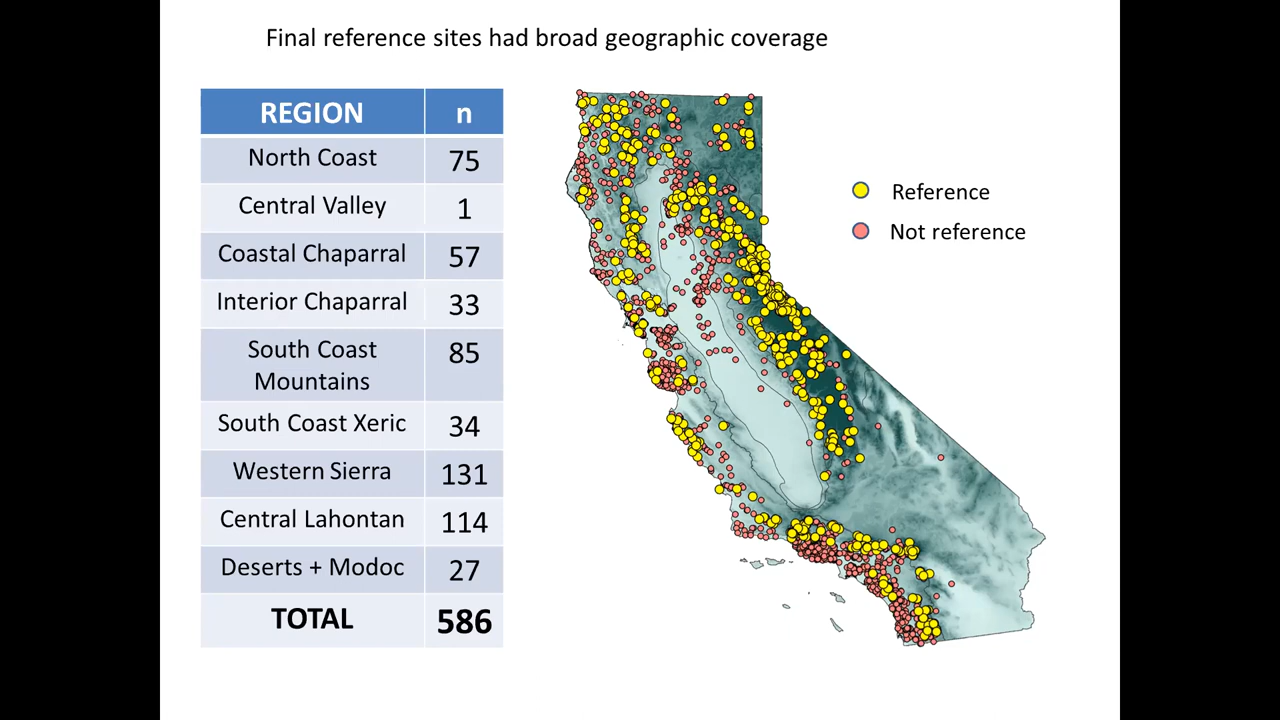 Final reference sites had broad geographic coverage
REGION n
North Coast 75
Central Valley 1
Coastal Chaparral 57
Interior Chaparral 33
South Coast 85
Mountains
South Coast Xeric 34
Western Sierra 131
Central Lahontan 114
Deserts + Modoc 27
TOTAL 586
Reference
Not reference